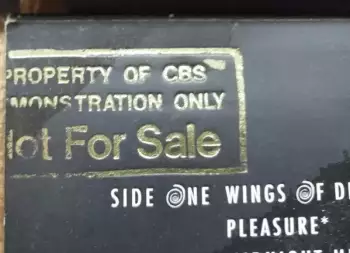 PROPERTY OF CBS
MONSTRATION ONLY
Not For Sale
SIDE ONE WINGS OF
PLEASURE*